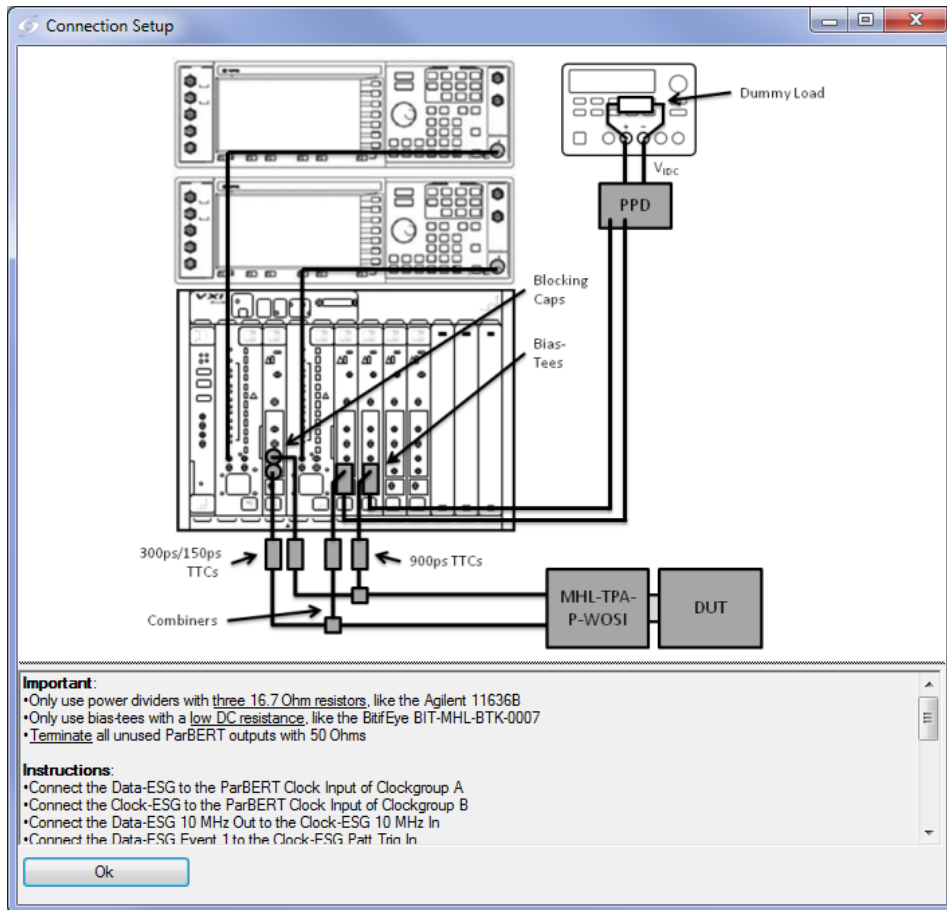 Connection Setup
Dummy Load
VIDC
PPD
Blocking
Caps
VXI
Bias-
Tees
300ps/150ps
TTCs
900ps TTCs
Combiners
MHL-TPA-
P-WOSI
DUT
Important:
•Only use power dividers with three 16.7 Ohm resistors, like the Agilent 11636B
•Only use bias-tees with a low DC resistance, like the BitifEye BIT-MHL-BTK-0007
•Terminate all unused ParBERT outputs with 50 Ohms
Instructions:
•Connect the Data-ESG to the ParBERT Clock Input of Clockgroup A
•Connect the Clock-ESG to the ParBERT Clock Input of Clockgroup B
•Connect the Data-ESG 10 MHz Out to the Clock-ESG 10 MHz In
•Connect the Data-ESG Event 1 to the Clock-ESG Patt Trig In
Ok